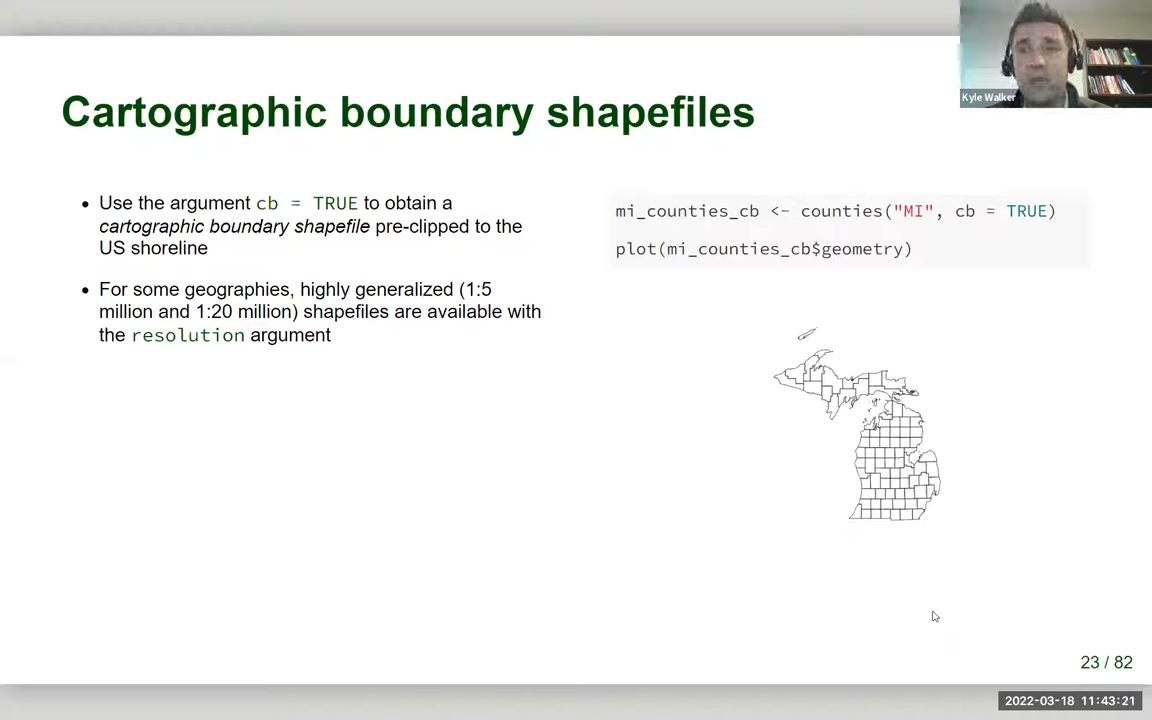 Kyle Walker
Cartographic boundary shapefiles
• Use the argument cb = TRUE to obtain a
cartographic boundary shapefile pre-clipped to the
US shoreline
• For some geographies, highly generalized (1:5
million and 1:20 million) shapefiles are available with
the resolution argument
mi_counties_cb <- counties("MI", cb = TRUE)
plot(mi_counties_cb$geometry)
23 / 82
2022-03-18 11:43:21